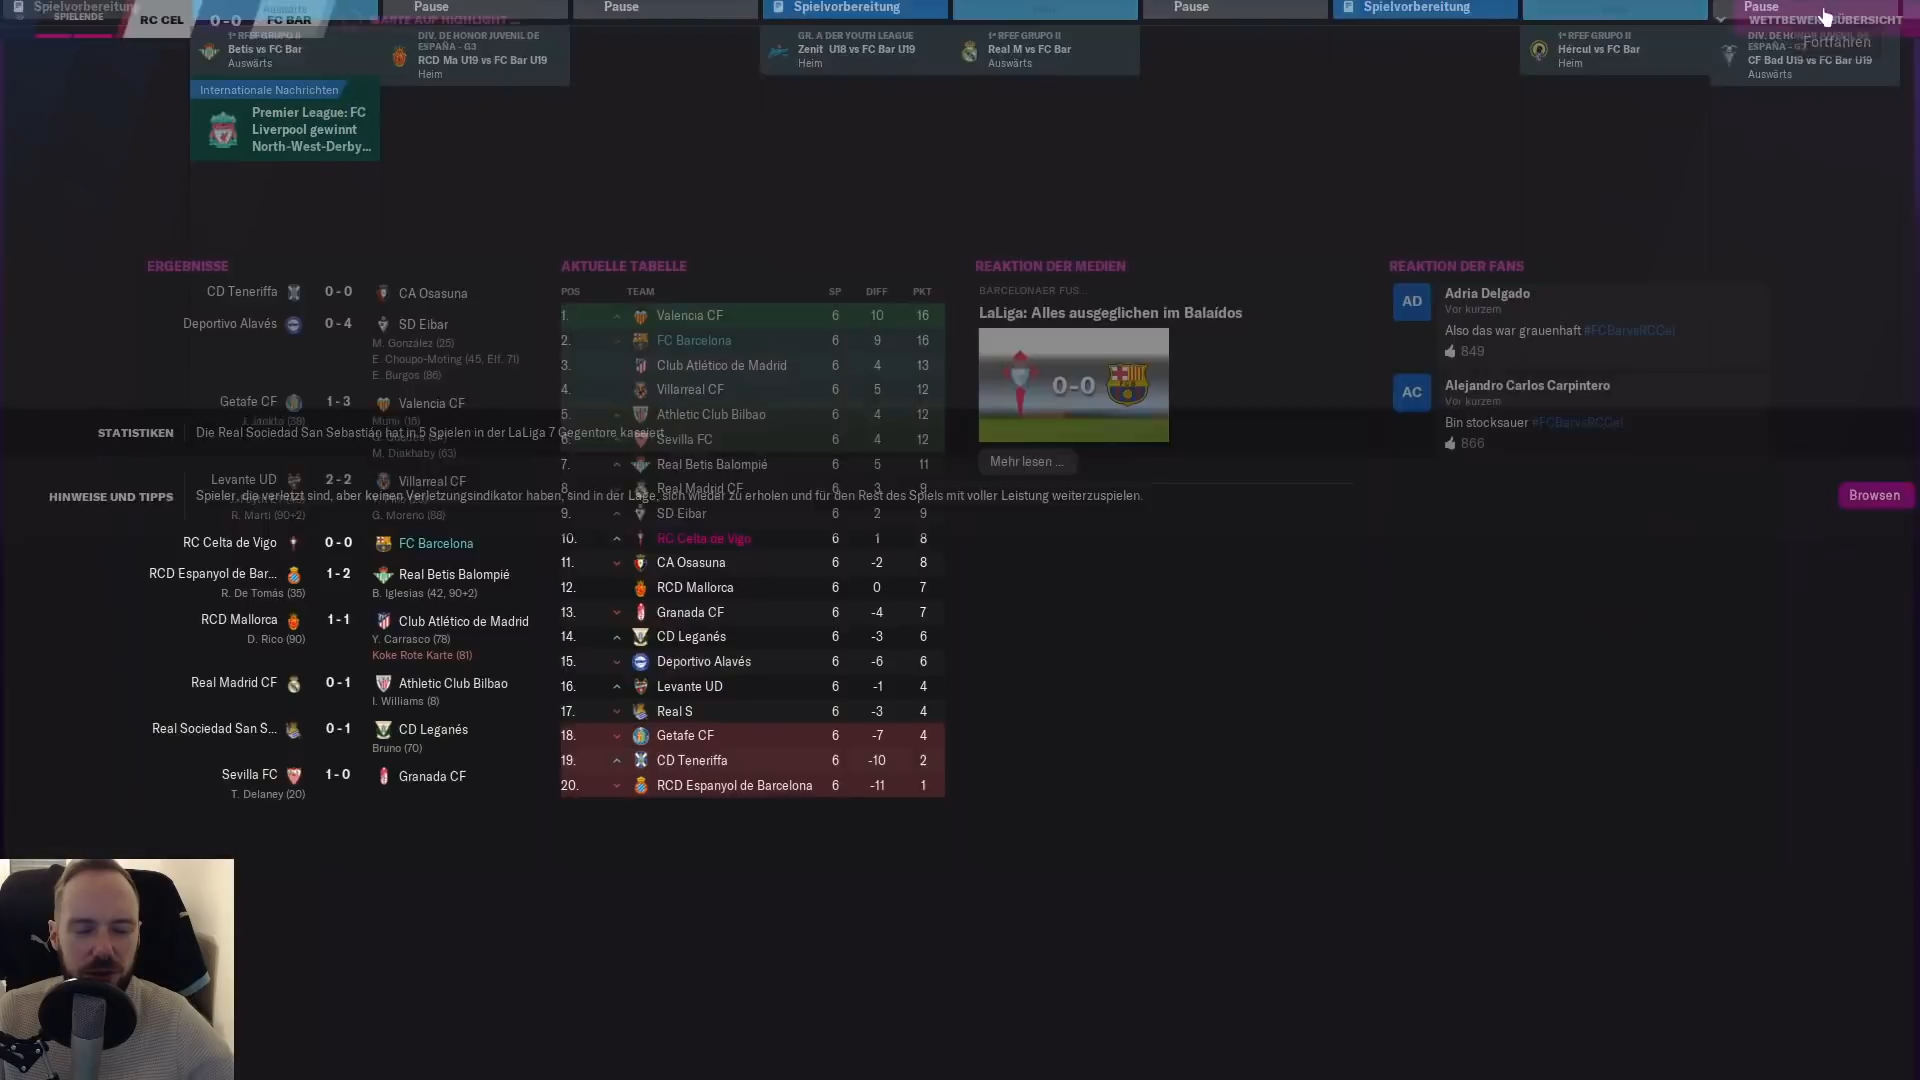 Spielvorbereitung
Pause
Pause
Spielvorbereitung
Pause
Spielvorbereitung
Pause
SPIELENDE
RC CEL
0-0
FC BAR
WETTBEWERBSÜBERSICHT
Fortfahren
1ª RFEF GRUPO II
Betis vs FC Bar
Auswärts
DIV. DE HONOR JUVENIL DE
ESPAÑA - G3
RCD Ma U19 vs FC Bar U19
Heim
GR. A DER YOUTH LEAGUE
Zenit U18 vs FC Bar U19
Heim
1ª RFEF GRUPO II
Real M vs FC Bar
Auswärts
1ª RFEF GRUPO II
Hércul vs FC Bar
Heim
DIV. DE HONOR JUVENIL DE
ESPAÑA - G3
CF Bad U19 vs FC Bar U19
Auswärts
Internationale Nachrichten
Premier League: FC
Liverpool gewinnt
North-West-Derby...
ERGEBNISSE
CD Teneriffa 0-0 CA Osasuna
Deportivo Alavés 0-4 SD Eibar
M. González (25)
E. Choupo-Moting (45, Elf. 71)
E. Burgos (86)
Getafe CF 1-3 Valencia CF
M. Diakhaby (63)
Levante UD 2-2 Villarreal CF
R. Martí (90+2) G. Moreno (88)
RC Celta de Vigo 0-0 FC Barcelona
RCD Espanyol de Bar... 1-2 Real Betis Balompié
R. De Tomás (35) B. Iglesias (42, 90+2)
RCD Mallorca 1-1 Club Atlético de Madrid
D. Rico (90) Y. Carrasco (78)
Koke Rote Karte (81)
Real Madrid CF 0-1 Athletic Club Bilbao
I. Williams (8)
Real Sociedad San S... 0-1 CD Leganés
Bruno (70)
Sevilla FC 1-0 Granada CF
T. Delaney (20)
AKTUELLE TABELLE
POS TEAM SP DIFF PKT
1. Valencia CF 6 10 16
2. FC Barcelona 6 9 16
3. Club Atlético de Madrid 6 4 13
4. Villarreal CF 6 5 12
5. Athletic Club Bilbao 6 4 12
6. Sevilla FC 6 4 12
7. Real Betis Balompié 6 5 11
8. Real Madrid CF 6 3 9
9. SD Eibar 6 2 9
10. RC Celta de Vigo 6 1 8
11. CA Osasuna 6 -2 8
12. RCD Mallorca 6 0 7
13. Granada CF 6 -4 7
14. CD Leganés 6 -3 6
15. Deportivo Alavés 6 -6 6
16. Levante UD 6 -1 4
17. Real S 6 -3 4
18. Getafe CF 6 -7 4
19. CD Teneriffa 6 -10 2
20. RCD Espanyol de Barcelona 6 -11 1
REAKTION DER MEDIEN
BARCELONAER FUS...
LaLiga: Alles ausgeglichen im Balaídos
0-0
Mehr lesen ...
REAKTION DER FANS
AD
Adria Delgado
Vor kurzem
Also das war grauenhaft #FCBarvsRCCel
849
AC
Alejandro Carlos Carpintero
Vor kurzem
Bin stocksauer #FCBarvsRCCel
866
STATISTIKEN
Die Real Sociedad San Sebastián hat in 5 Spielen in der LaLiga 7 Gegentore kassiert
HINWEISE UND TIPPS
Spieler, die verletzt sind, aber keinen Verletzungsindikator haben, sind in der Lage, sich wieder zu erholen und für den Rest des Spiels mit voller Leistung weiterzuspielen.
Browsen